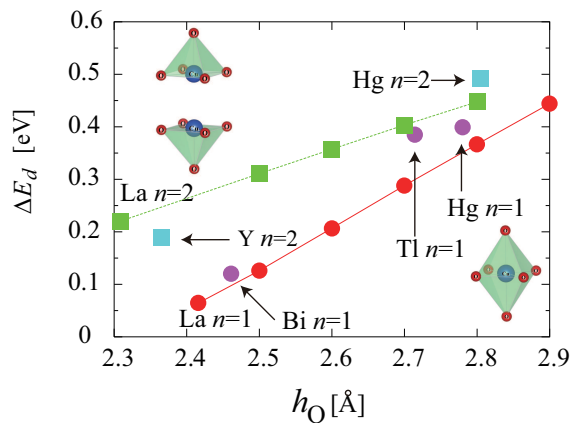 0.6
0.5
0.4
0.3
0.2
0.1
0
ΔE_d [eV]
Hg n=2
La n=2
Y n=2
Hg n=1
Tl n=1
La n=1
Bi n=1
2.3 2.4 2.5 2.6 2.7 2.8 2.9
h_O [Å]